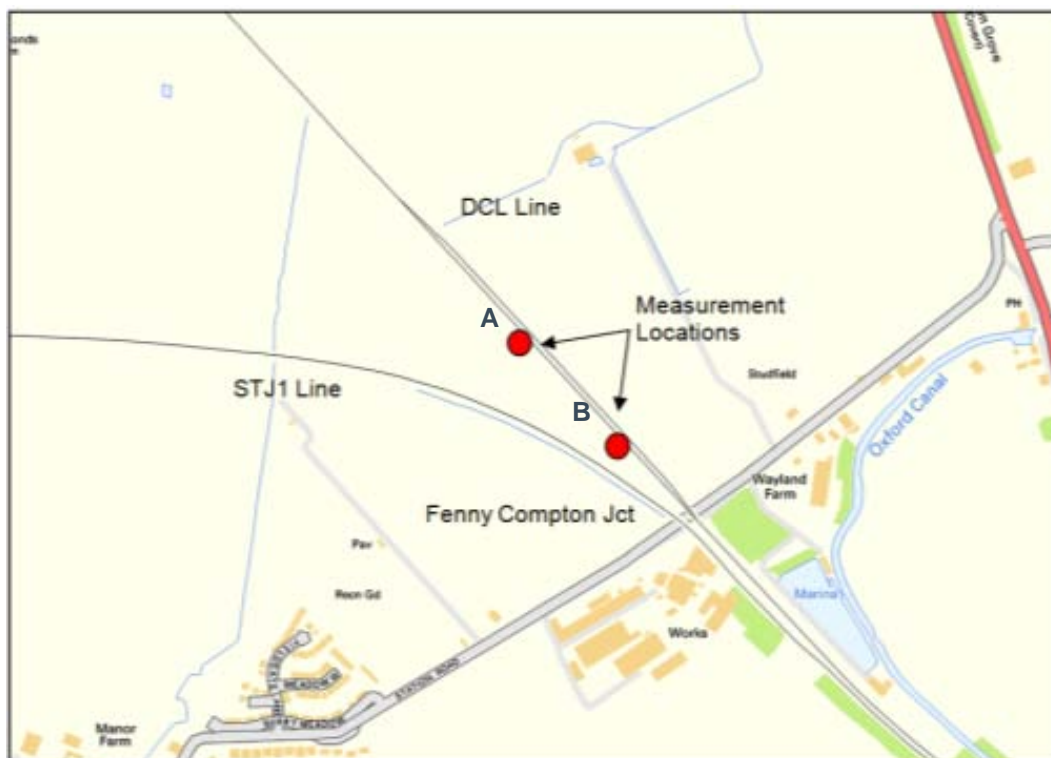 onds
DCL Line
A
Measurement
Locations
PH
STJ1 Line
Studfield
B
Oxford Canal
Wayland
Farm
Fenny Compton Jct
Pav
Recn Gd
Marina
Works
STATION ROAD
Manor
Farm